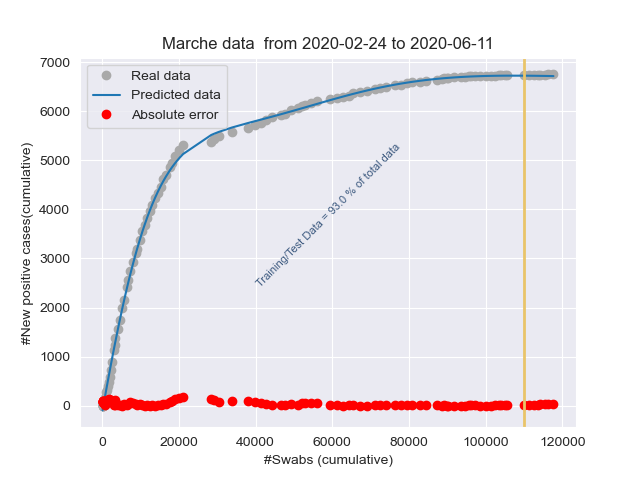 Marche data  from 2020-02-24 to 2020-06-11
Real data
Predicted data
Absolute error
7000
6000
5000
4000
3000
2000
1000
0
#New positive cases(cumulative)
Training/Test Data = 93.0 % of total data
0
20000
40000
60000
80000
100000
120000
#Swabs (cumulative)